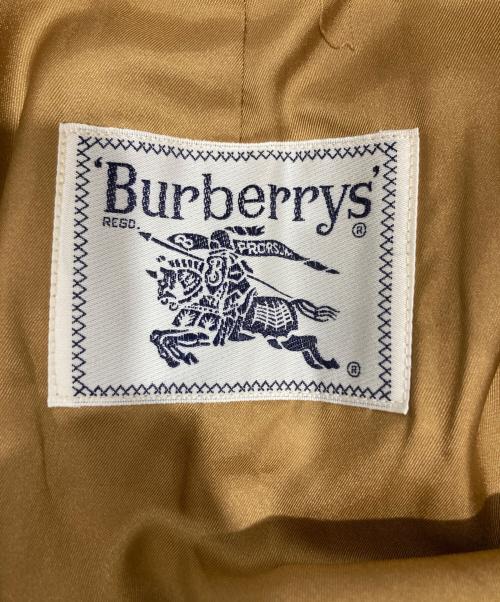 'Burberrys'
REGD.
®
PRORSUM
®